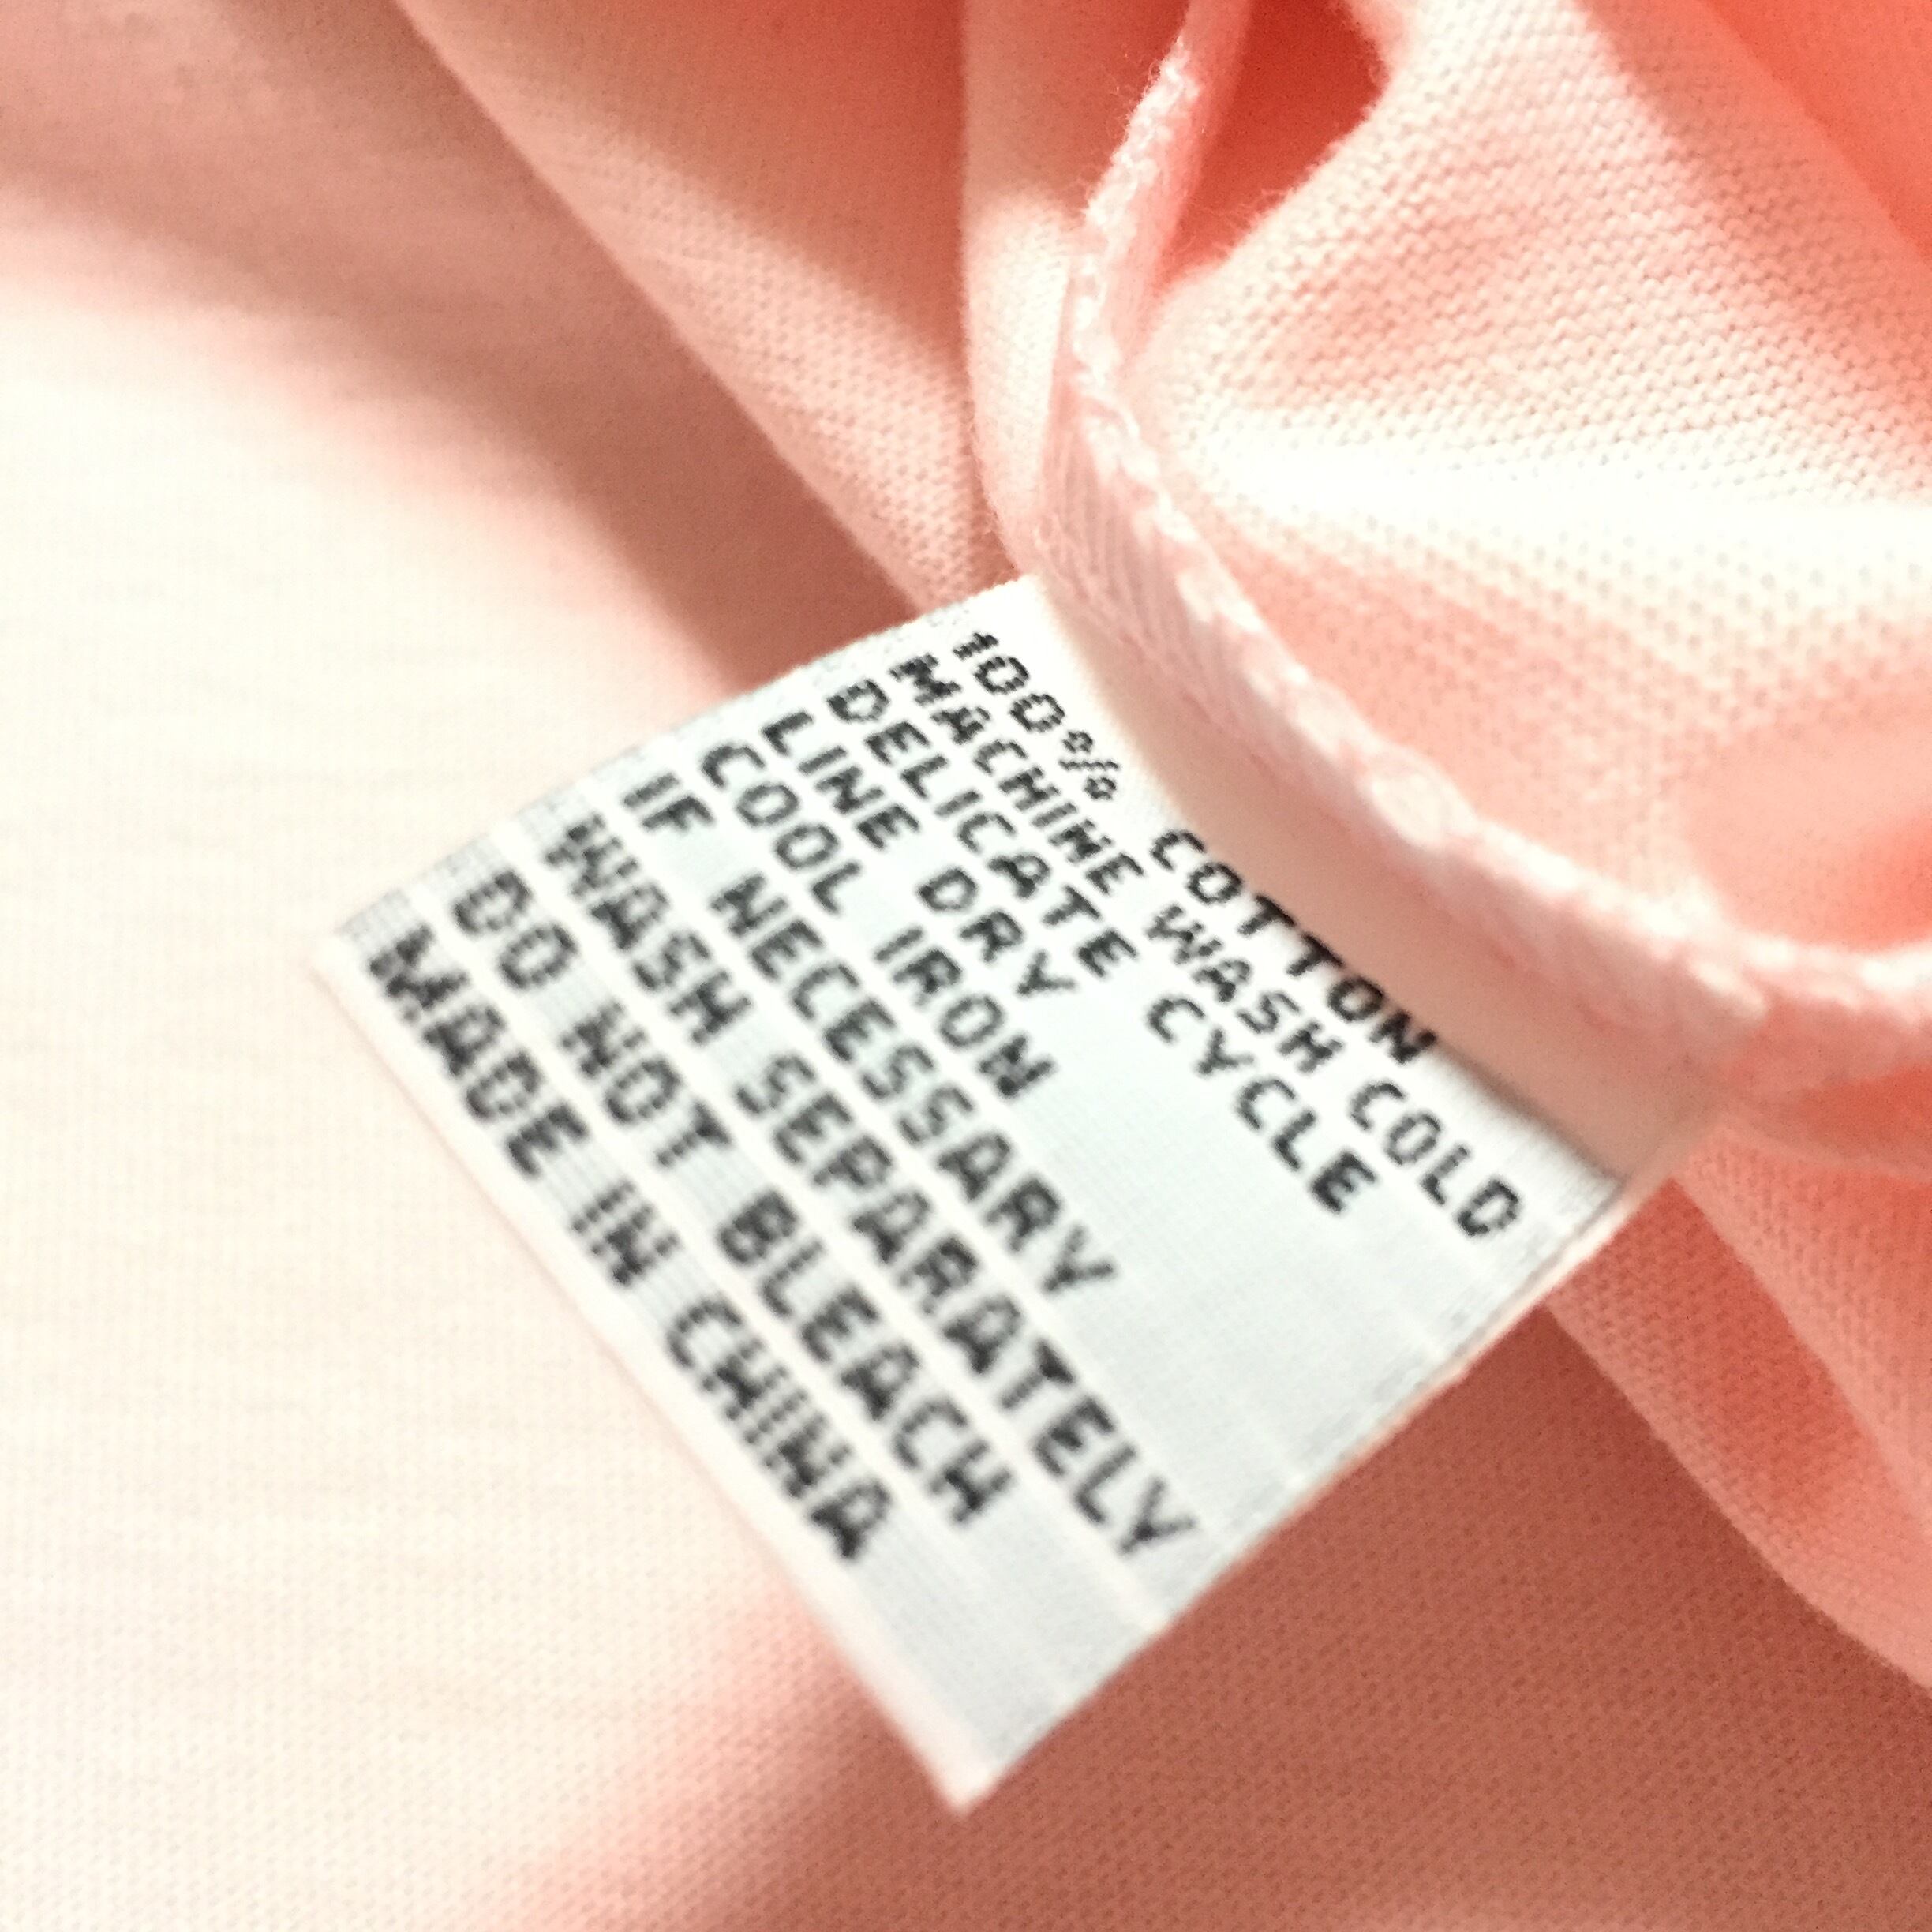 100% COTTON
MACHINE WASH COLD
DELICATE CYCLE
LINE DRY
COOL IRON
IF NECESSARY
WASH SEPARATELY
DO NOT BLEACH
MADE IN CHINA